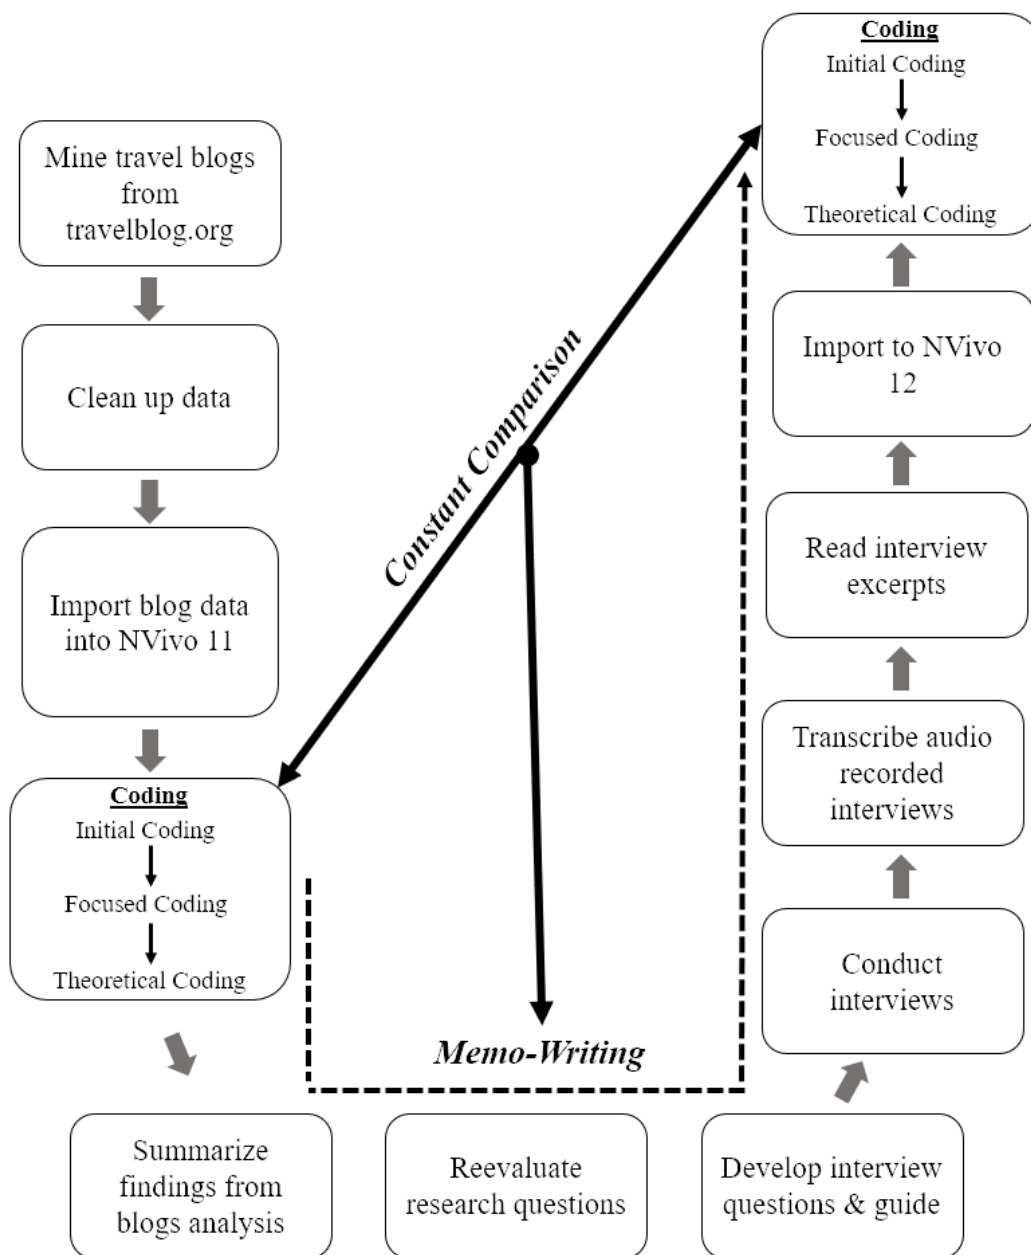 Mine travel blogs
from
travelblog.org
Clean up data
Import blog data
into NVivo 11
Coding
Initial Coding
Focused Coding
Theoretical Coding
Summarize
findings from
blogs analysis
Reevaluate
research questions
Develop interview
questions & guide
Conduct
interviews
Transcribe audio
recorded
interviews
Read interview
excerpts
Import to NVivo
12
Coding
Initial Coding
Focused Coding
Theoretical Coding
Constant Comparison
Memo-Writing